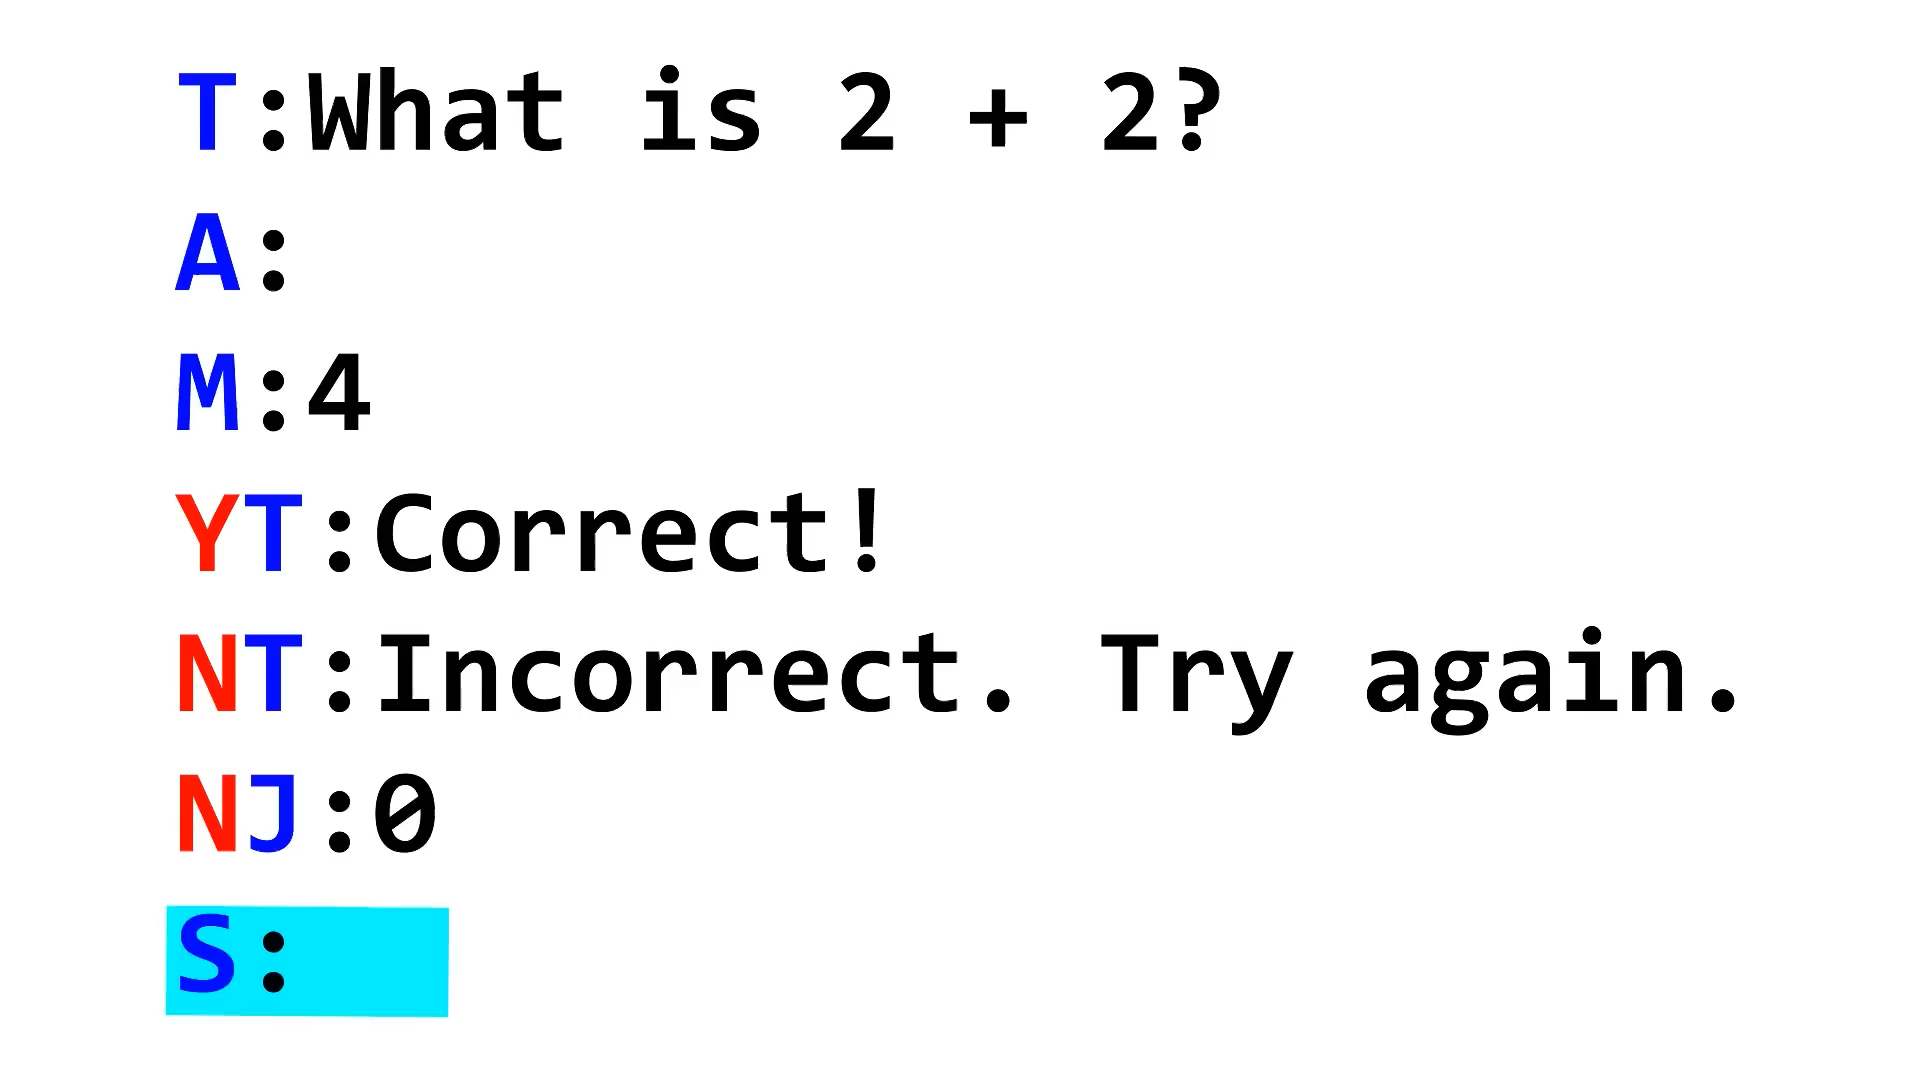 T:What is 2 + 2?
A:
M:4
YT:Correct!
NT:Incorrect. Try again.
NJ:0
S: